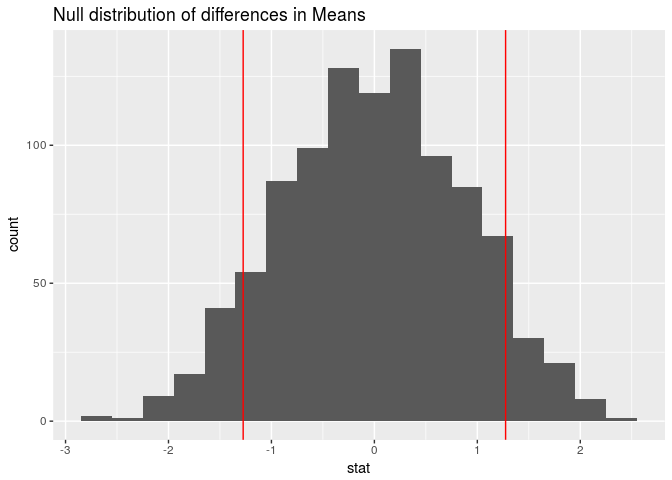 Null distribution of differences in Means
count
100
50
0
-3 -2 -1 0 1 2
stat